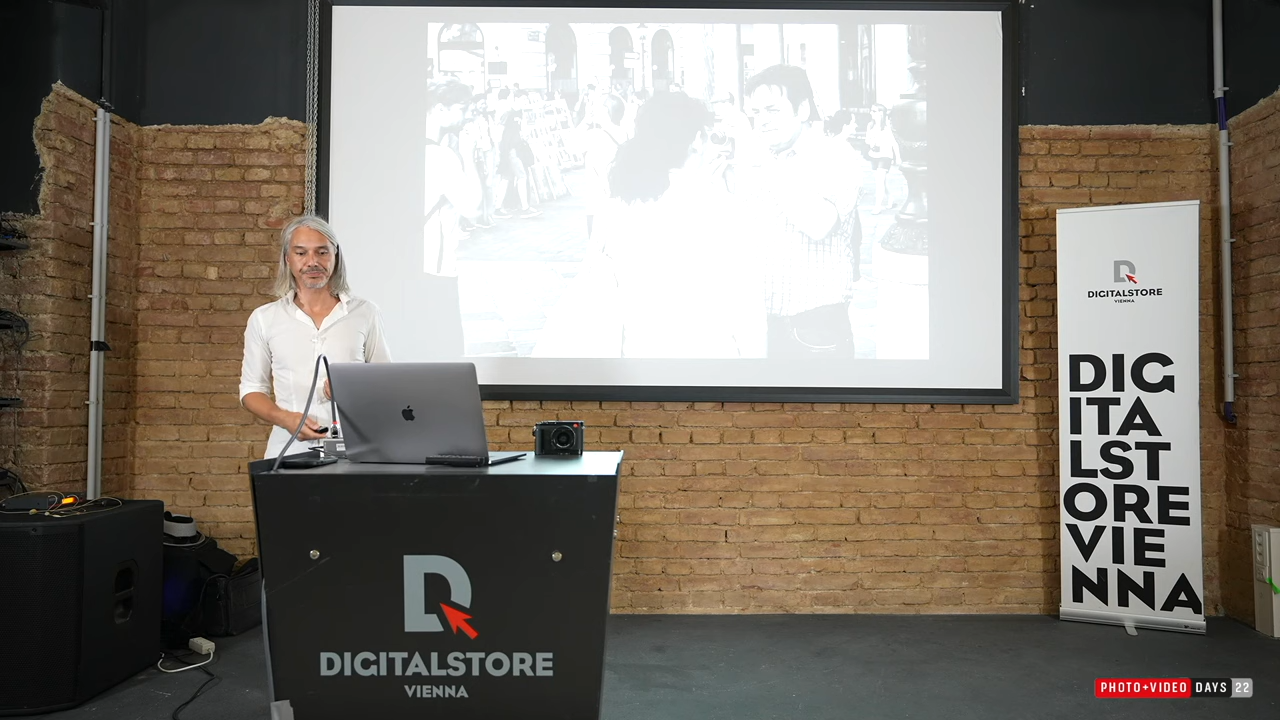 DIGITALSTORE
VIENNA
DIG
ITA
LST
ORE
VIE
NNA
DIGITALSTORE
VIENNA
PHOTO+VIDEO DAYS 22